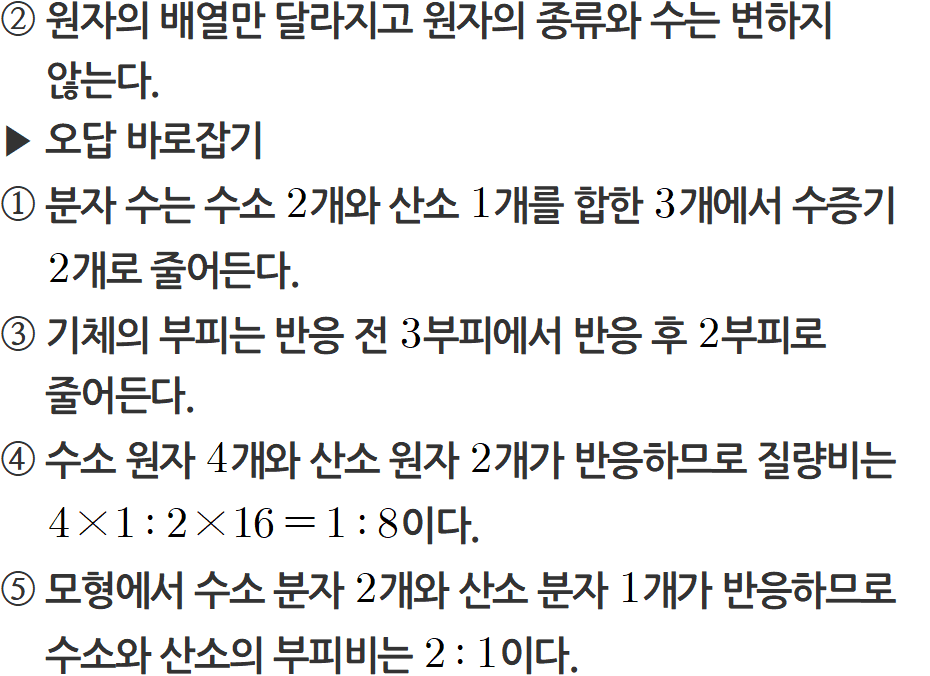 ② 원자의 배열만 달라지고 원자의 종류와 수는 변하지
않는다.
▶ 오답 바로잡기
① 분자 수는 수소 2개와 산소 1개를 합한 3개에서 수증기
2개로 줄어든다.
③ 기체의 부피는 반응 전 3부피에서 반응 후 2부피로
줄어든다.
④ 수소 원자 4개와 산소 원자 2개가 반응하므로 질량비는
4×1 : 2×16 = 1 : 8이다.
⑤ 모형에서 수소 분자 2개와 산소 분자 1개가 반응하므로
수소와 산소의 부피비는 2 : 1이다.